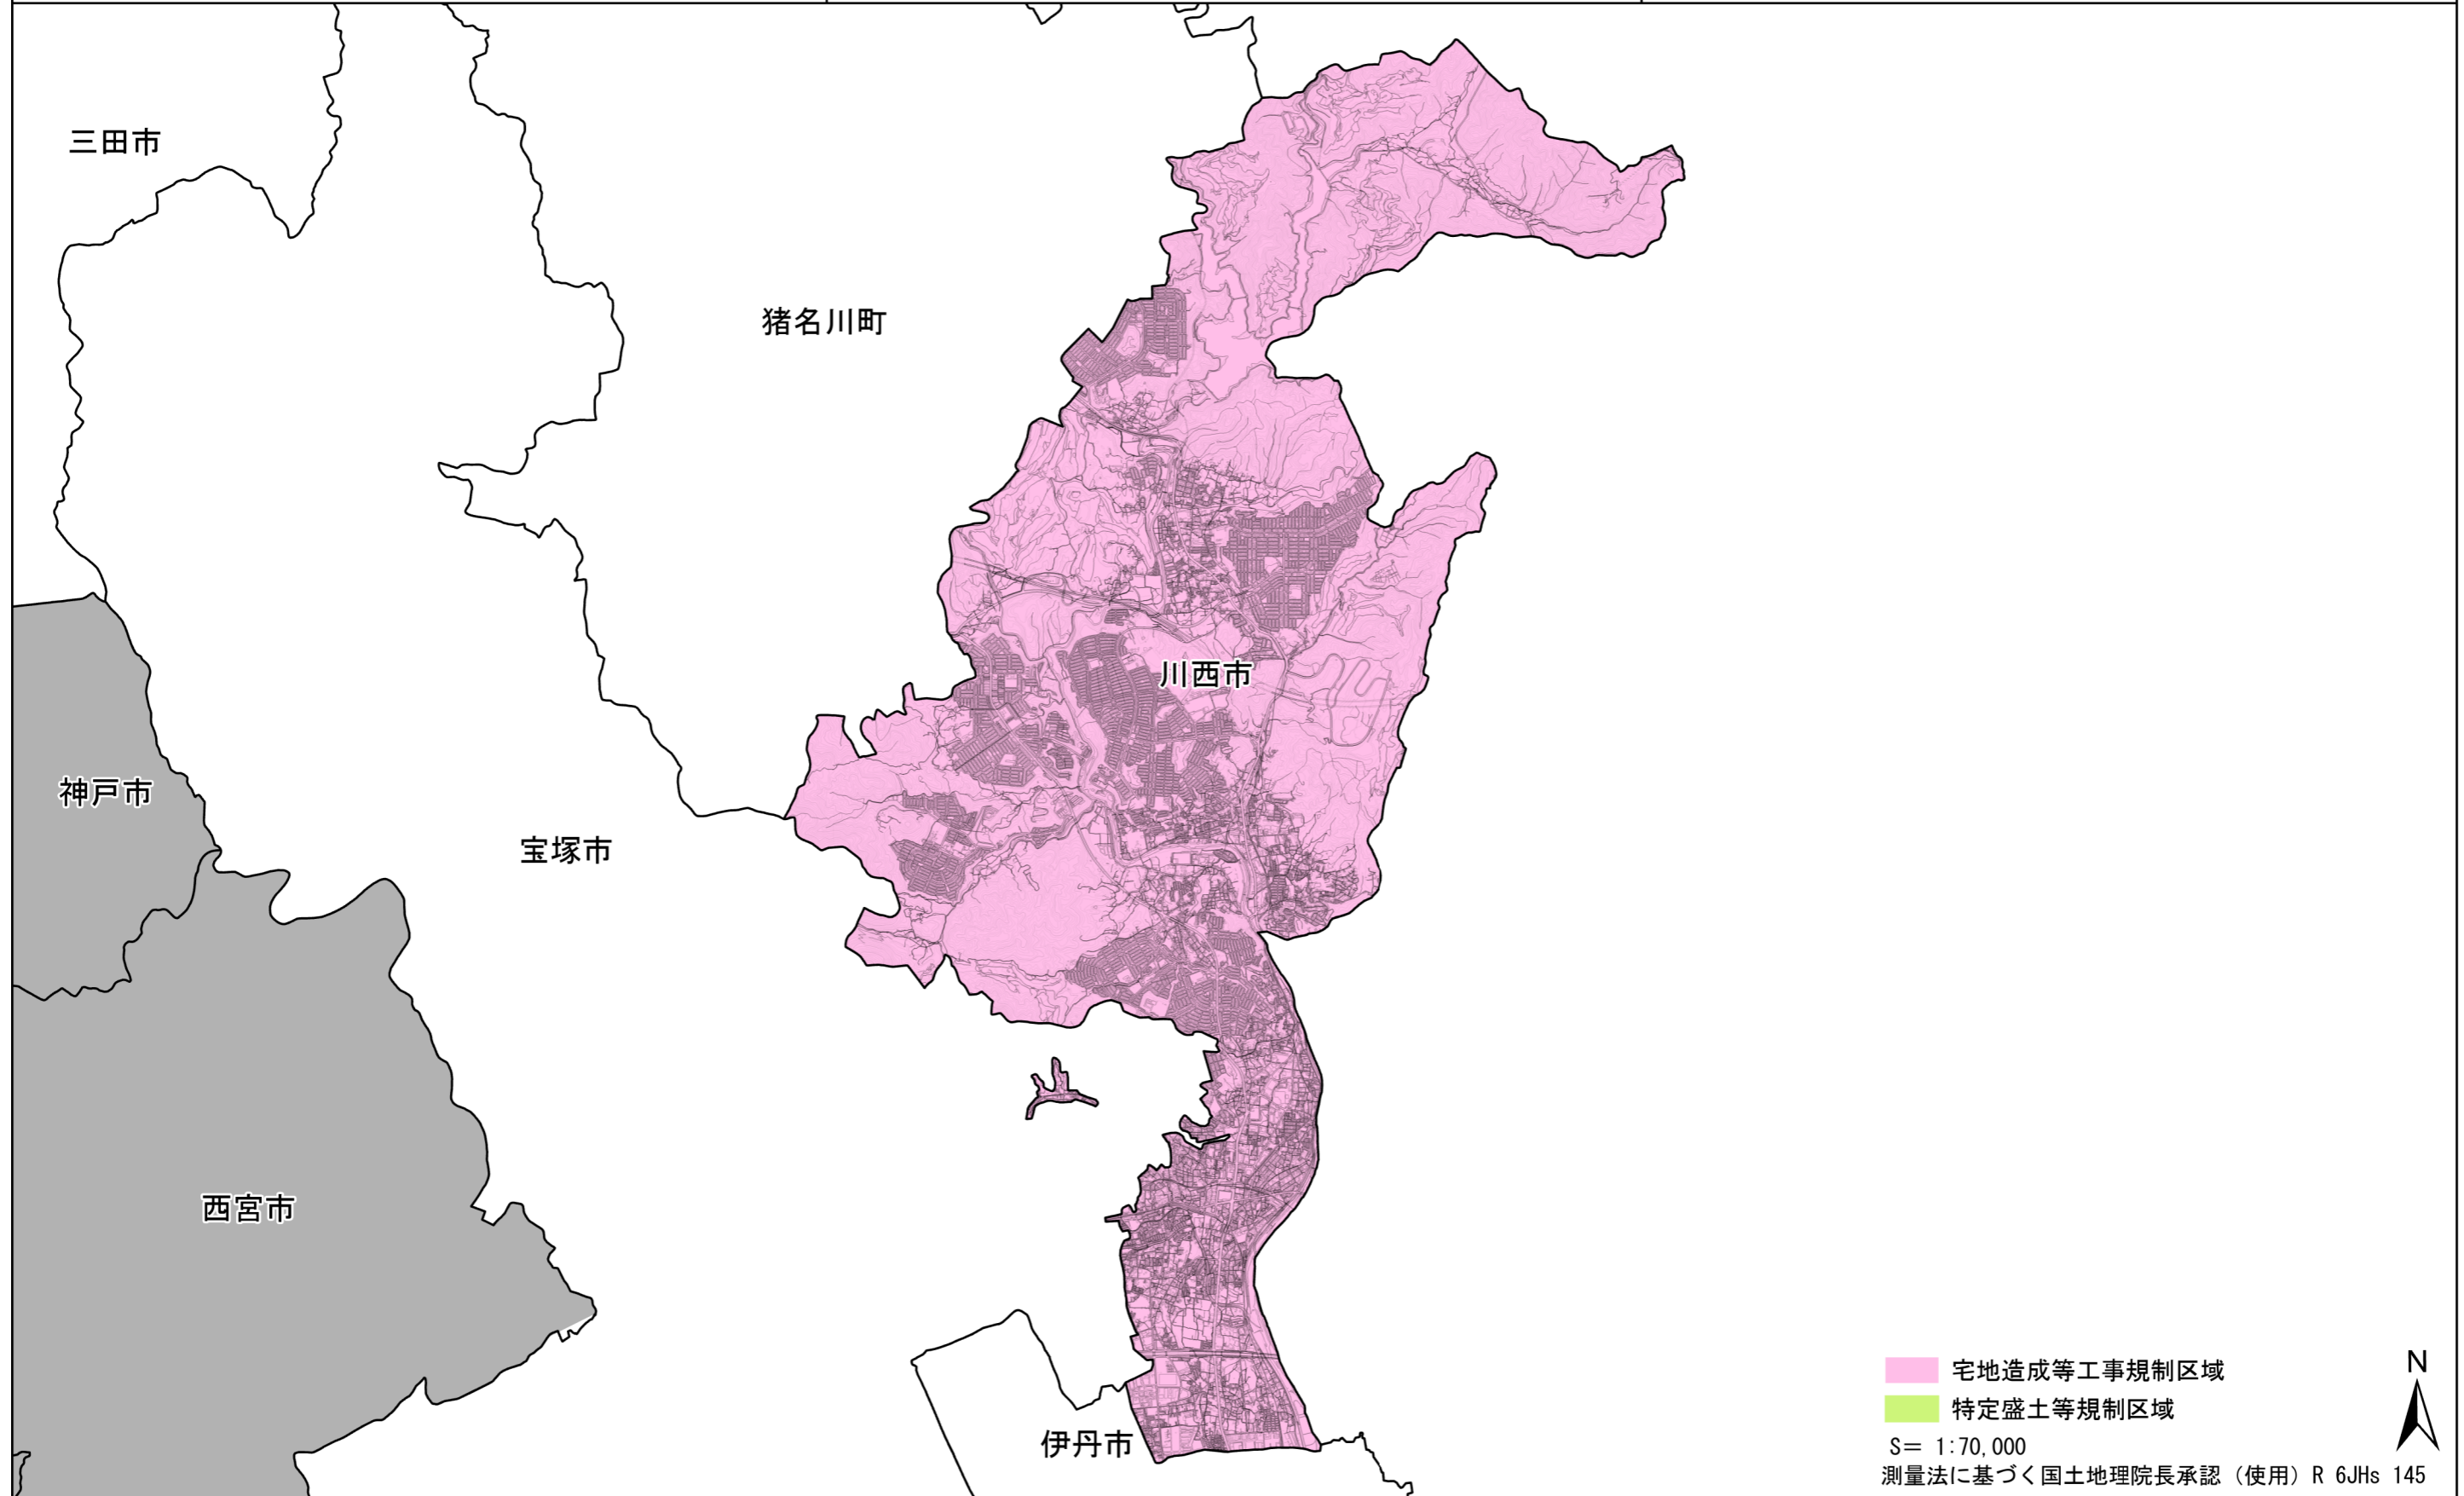 三田市
猪名川町
川西市
神戸市
宝塚市
西宮市
伊丹市
宅地造成等工事規制区域
特定盛土等規制区域
N
S= 1:70,000
測量法に基づく国土地理院長承認（使用）R 6JHs 145